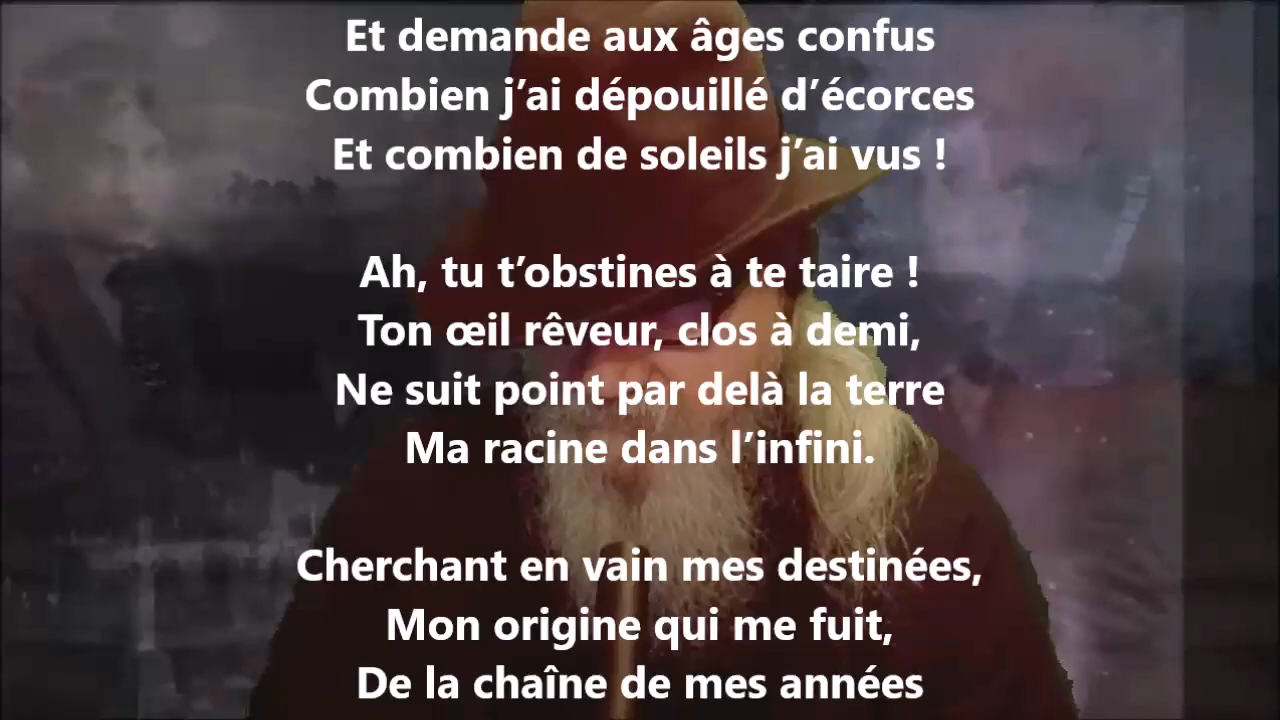 Et demande aux âges confus
Combien j’ai dépouillé d’écorces
Et combien de soleils j’ai vus !
Ah, tu t’obstines à te taire !
Ton œil rêveur, clos à demi,
Ne suit point par delà la terre
Ma racine dans l’infini.
Cherchant en vain mes destinées,
Mon origine qui me fuit,
De la chaîne de mes années